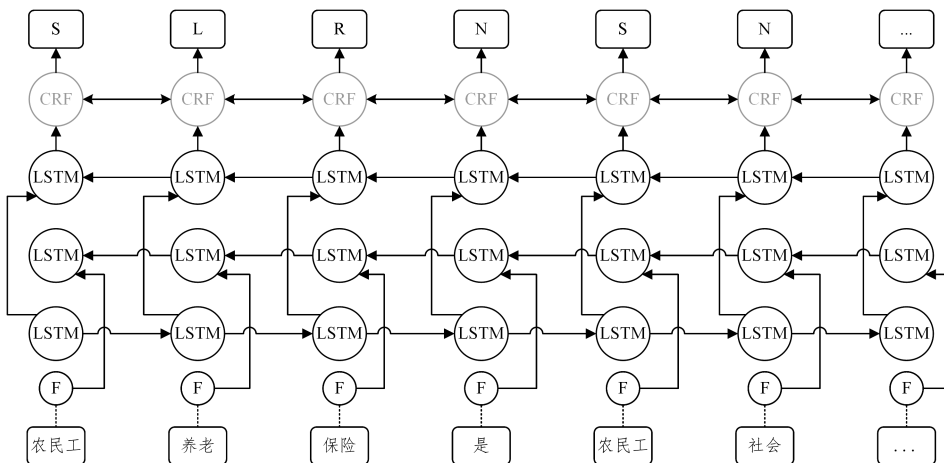 S L R N S N ...
CRF CRF CRF CRF CRF CRF CRF
LSTM LSTM LSTM LSTM LSTM LSTM LSTM
LSTM LSTM LSTM LSTM LSTM LSTM LSTM
LSTM LSTM LSTM LSTM LSTM LSTM LSTM
F F F F F F F
农民工 养老 保险 是 农民工 社会 ...